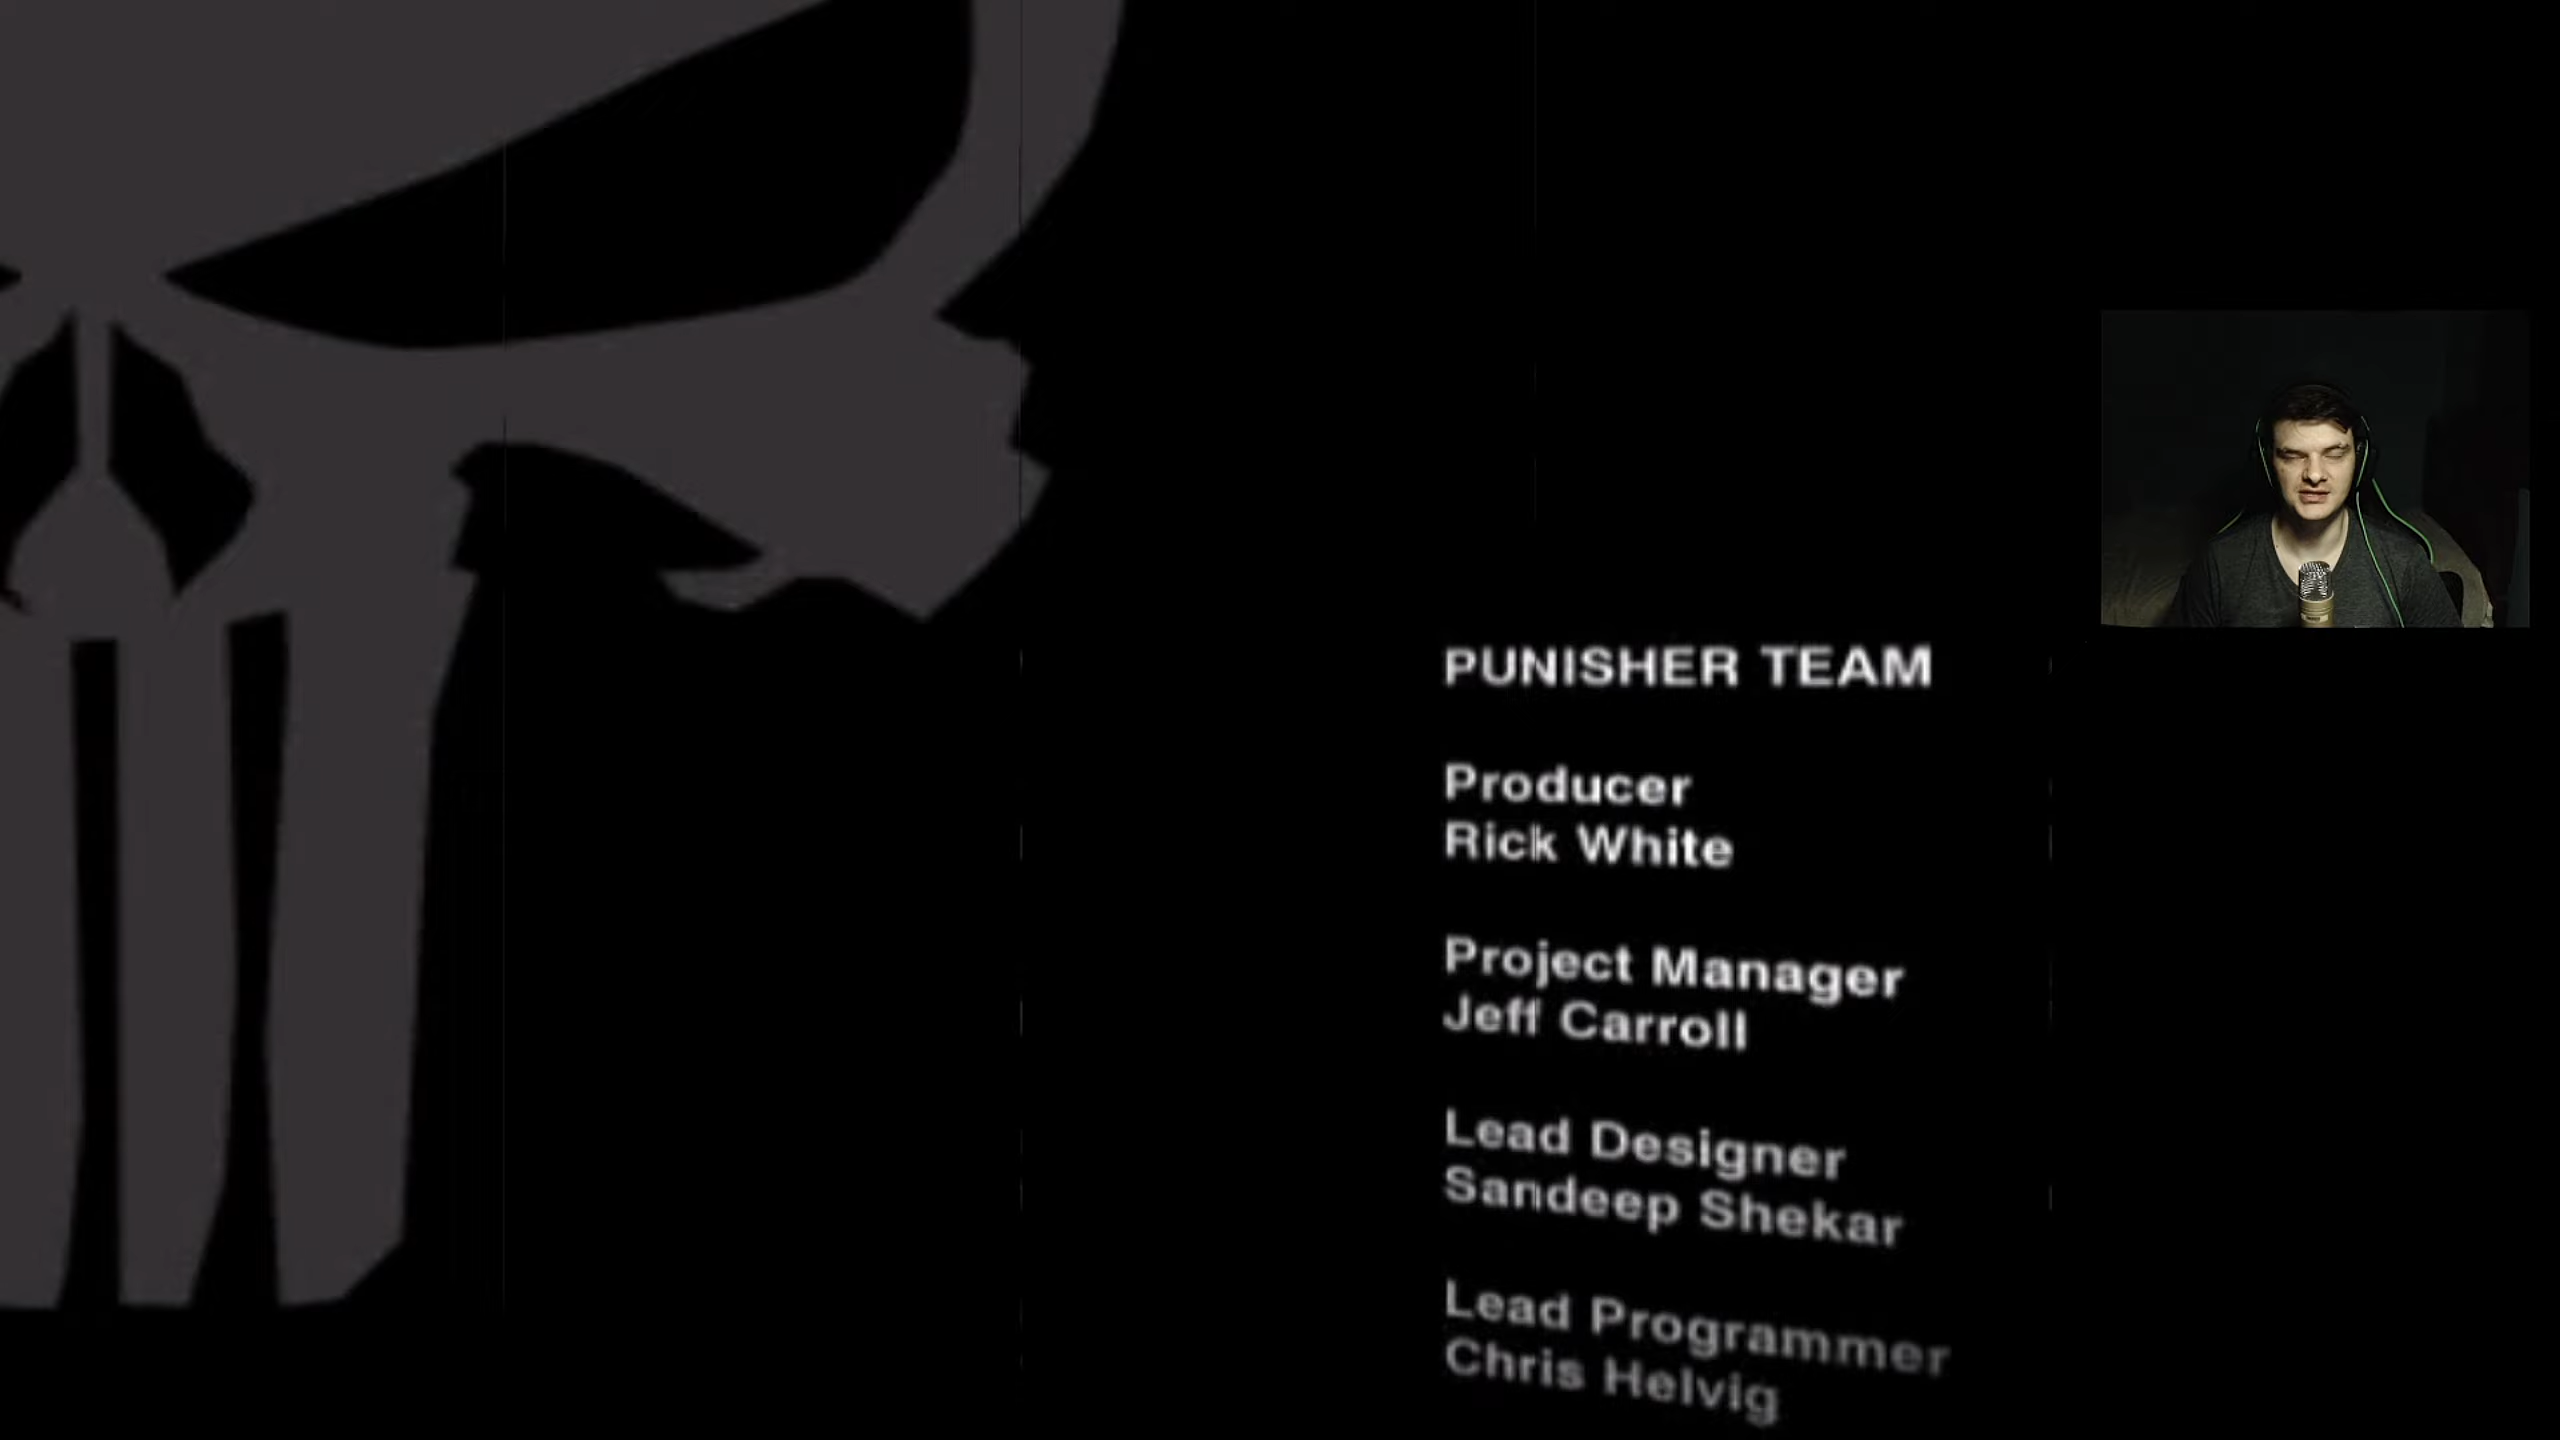 PUNISHER TEAM
Producer
Rick White
Project Manager
Jeff Carroll
Lead Designer
Sandeep Shekar
Lead Programmer
Chris Helvig